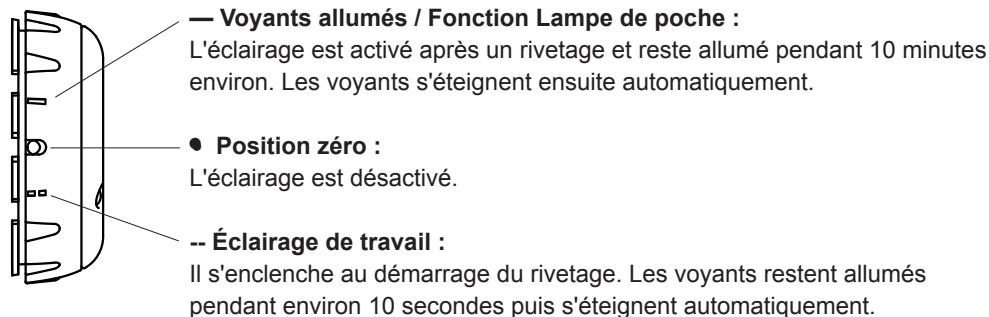 — Voyants allumés / Fonction Lampe de poche :
L'éclairage est activé après un rivetage et reste allumé pendant 10 minutes
environ. Les voyants s'éteignent ensuite automatiquement.
● Position zéro :
L'éclairage est désactivé.
-- Éclairage de travail :
Il s'enclenche au démarrage du rivetage. Les voyants restent allumés
pendant environ 10 secondes puis s'éteignent automatiquement.